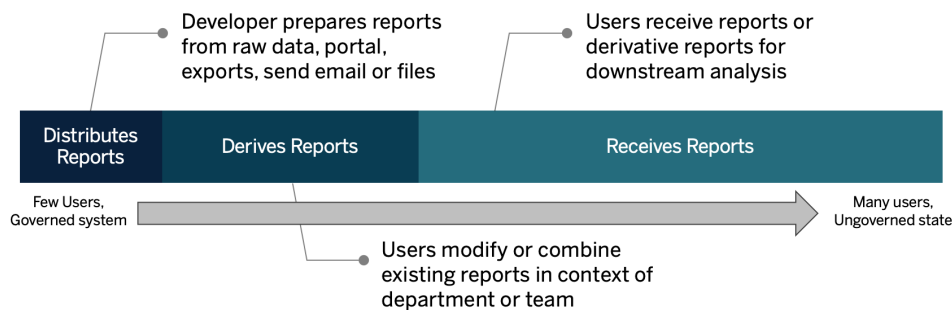 Developer prepares reports
from raw data, portal,
exports, send email or files
Users receive reports or
derivative reports for
downstream analysis
Distributes
Reports
Derives Reports
Receives Reports
Few Users,
Governed system
Many users,
Ungoverned state
Users modify or combine
existing reports in context of
department or team